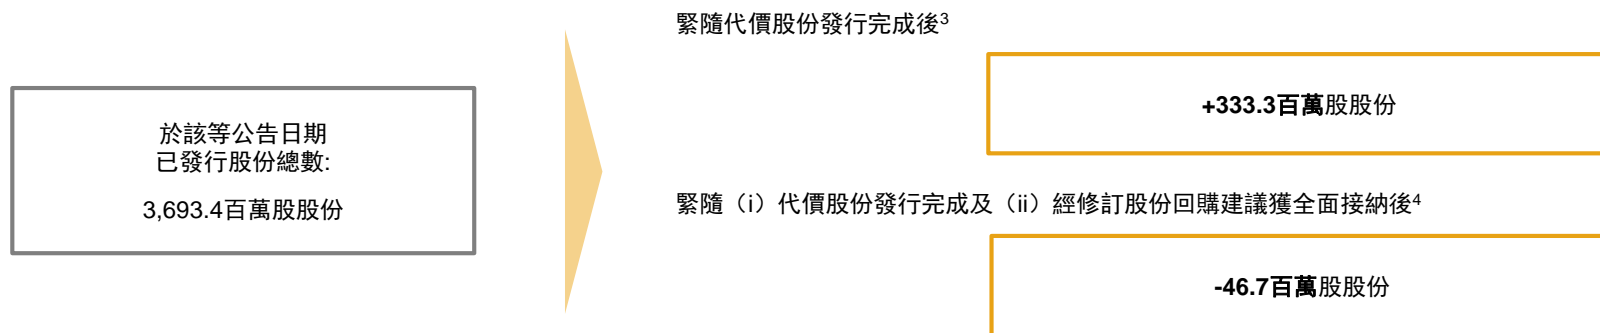 緊隨代價股份發行完成後3
+333.3百萬股股份
於該等公告日期
已發行股份總數:
3,693.4百萬股股份
緊隨（i）代價股份發行完成及（ii）經修訂股份回購建議獲全面接納後4
-46.7百萬股股份